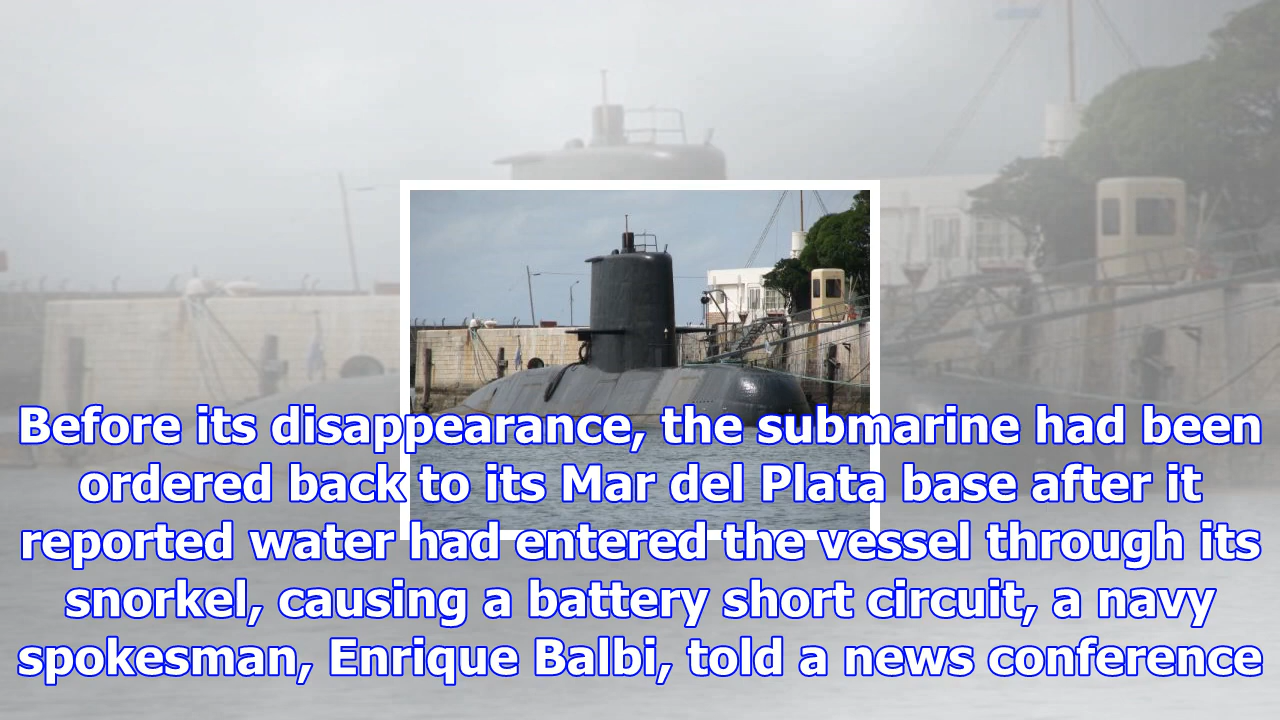 Before its disappearance, the submarine had been
ordered back to its Mar del Plata base after it
reported water had entered the vessel through its
snorkel, causing a battery short circuit, a navy
spokesman, Enrique Balbi, told a news conference